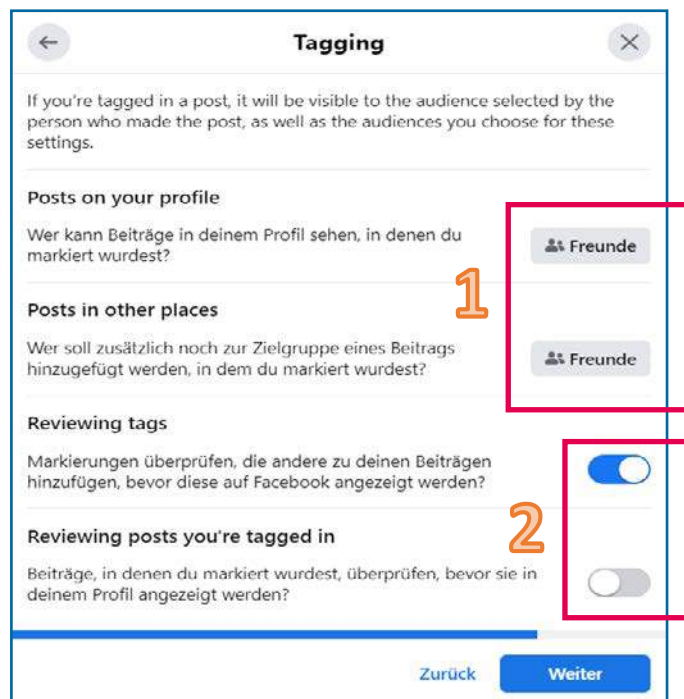 Tagging
If you're tagged in a post, it will be visible to the audience selected by the
person who made the post, as well as the audiences you choose for these
settings.
Posts on your profile
Wer kann Beiträge in deinem Profil sehen, in denen du
markiert wurdest?
Freunde
1
Posts in other places
Wer soll zusätzlich noch zur Zielgruppe eines Beitrags
hinzugefügt werden, in dem du markiert wurdest?
Freunde
Reviewing tags
Markierungen überprüfen, die andere zu deinen Beiträgen
hinzufügen, bevor diese auf Facebook angezeigt werden?
2
Reviewing posts you're tagged in
Beiträge, in denen du markiert wurdest, überprüfen, bevor sie in
deinem Profil angezeigt werden?
Zurück
Weiter